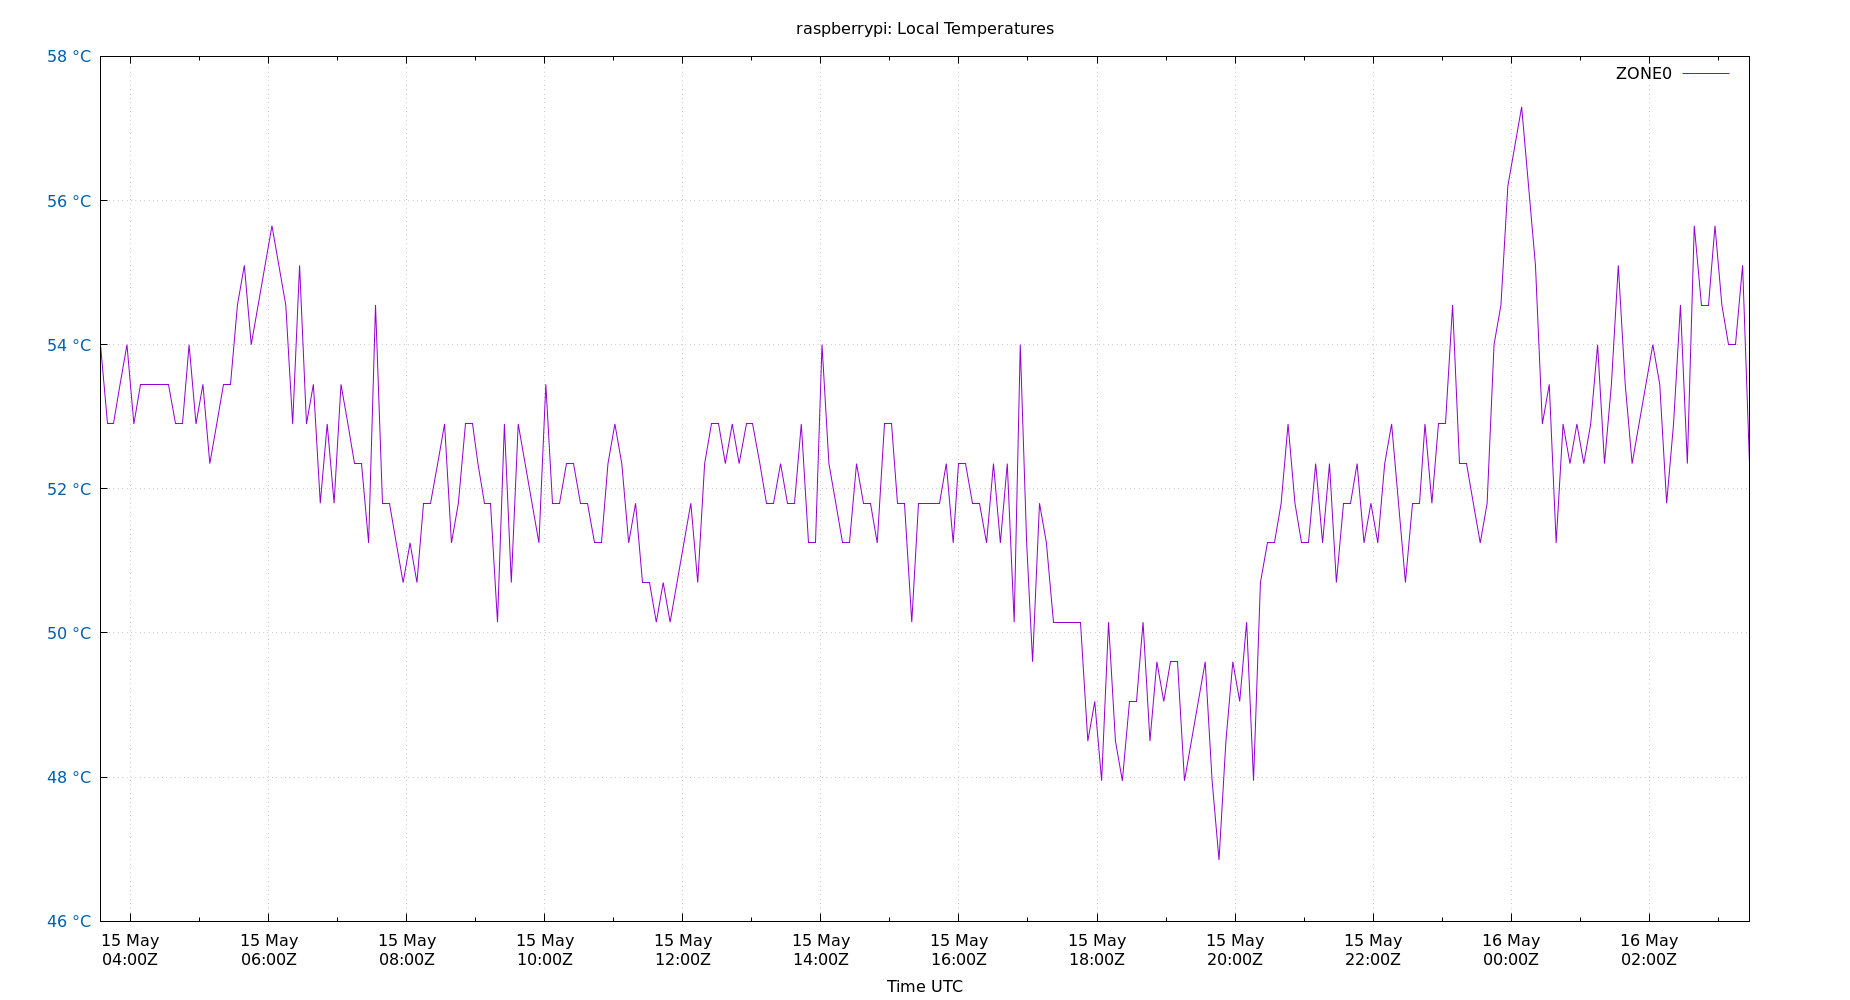 raspberrypi: Local Temperatures
58 °C
ZONE0
56 °C
54 °C
52 °C
50 °C
48 °C
46 °C
15 May 15 May 15 May 15 May 15 May 15 May 15 May 15 May 15 May 15 May 16 May 16 May
04:00Z 06:00Z 08:00Z 10:00Z 12:00Z 14:00Z 16:00Z 18:00Z 20:00Z 22:00Z 00:00Z 02:00Z
Time UTC